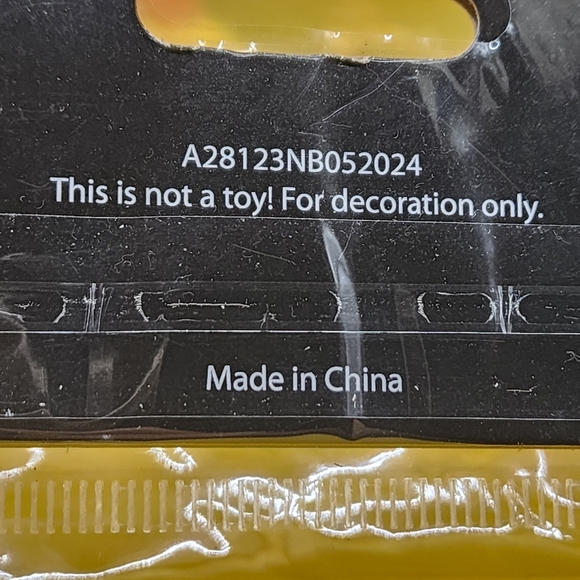 A28123NB052024
This is not a toy! For decoration only.
Made in China